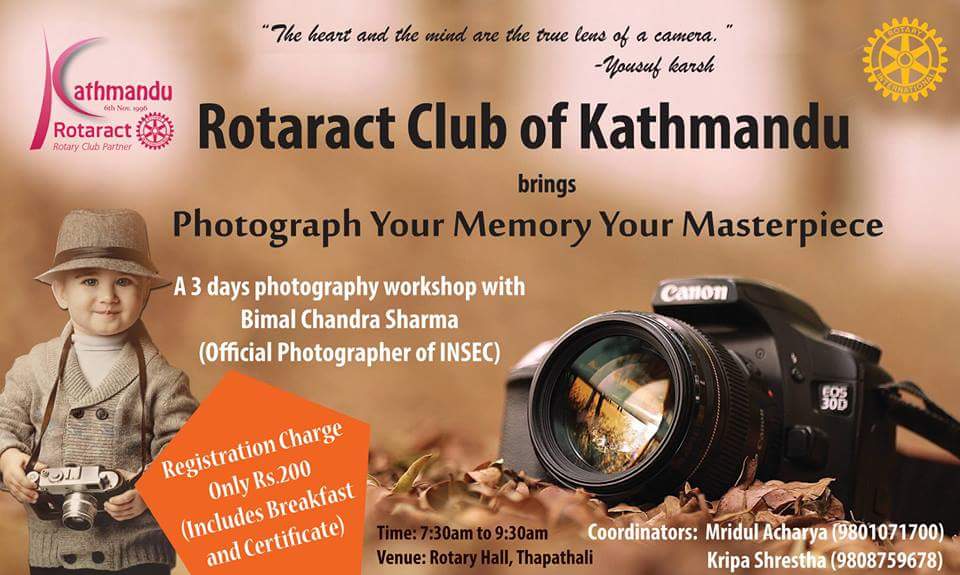 "The heart and the mind are the true lens of a camera."
-Yousuf karsh
Kathmandu
6th Nov. 1996
Rotaract
Rotary Club Partner
ROTARY
INTERNATIONAL
Rotaract Club of Kathmandu
brings
Photograph Your Memory Your Masterpiece
A 3 days photography workshop with
Bimal Chandra Sharma
(Official Photographer of INSEC)
Canon
EOS
30D
Registration Charge
Only Rs.200
(Includes Breakfast
and Certificate)
Time: 7:30am to 9:30am
Venue: Rotary Hall, Thapathali
Coordinators: Mridul Acharya (9801071700)
Kripa Shrestha (9808759678)